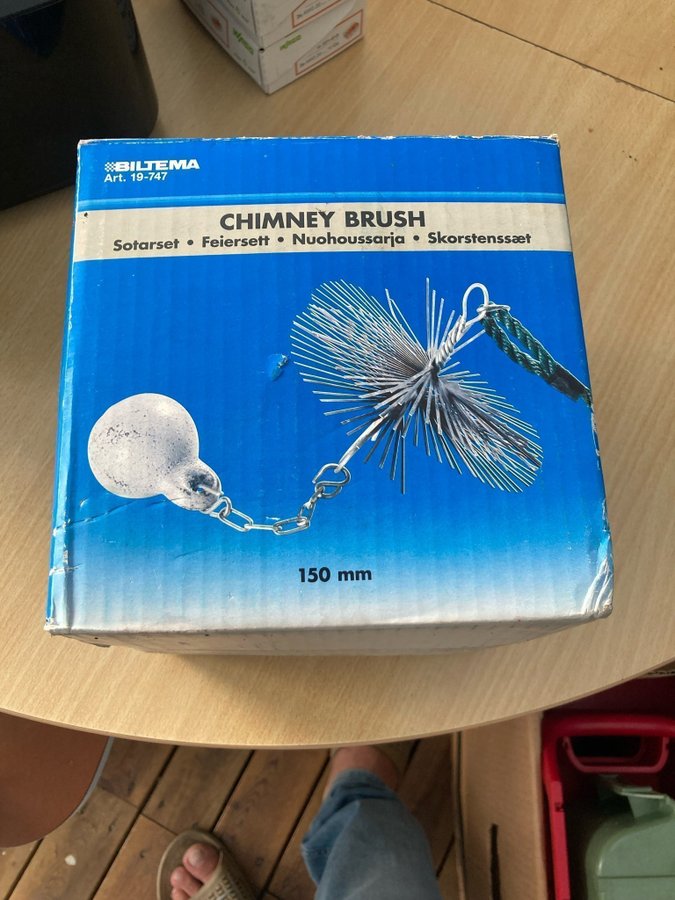 BILTEMA
Art. 19-747
CHIMNEY BRUSH
Sotarset • Feiersett • Nuohoussarja • Skorstenssæt
150 mm